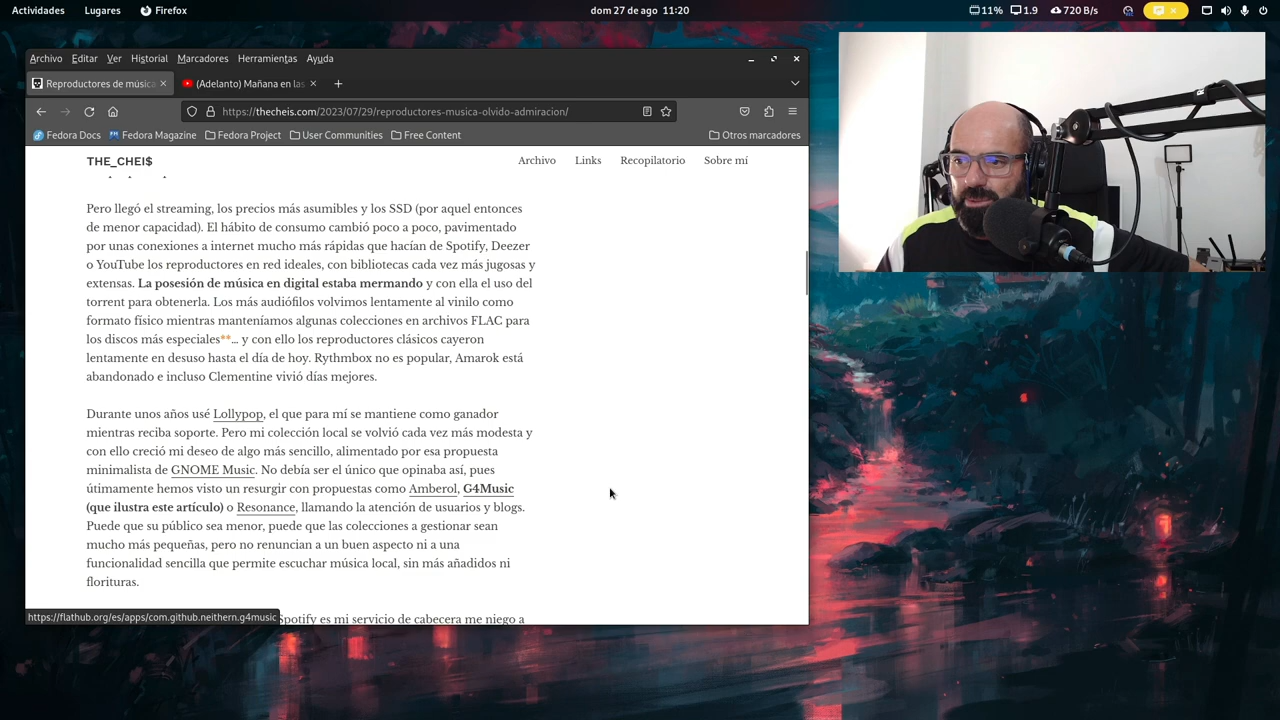 Actividades Lugares Firefox dom 27 de ago 11:20 11% 1.9 720 B/s
Archivo Editar Ver Historial Marcadores Herramientas Ayuda
Reproductores de música (Adelanto) Mañana en las
https://thecheis.com/2023/07/29/reproductores-musica-olvido-admiracion/
Fedora Docs Fedora Magazine Fedora Project User Communities Free Content Otros marcadores
THE_CHEI$ Archivo Links Recopilatorio Sobre mí
Pero llegó el streaming, los precios más asumibles y los SSD (por aquel entonces
de menor capacidad). El hábito de consumo cambió poco a poco, pavimentado
por unas conexiones a internet mucho más rápidas que hacían de Spotify, Deezer
o YouTube los reproductores en red ideales, con bibliotecas cada vez más jugosas y
extensas. La posesión de música en digital estaba mermando y con ella el uso del
torrent para obtenerla. Los más audiófilos volvimos lentamente al vinilo como
formato físico mientras manteníamos algunas colecciones en archivos FLAC para
los discos más especiales**… y con ello los reproductores clásicos cayeron
lentamente en desuso hasta el día de hoy. Rythmbox no es popular, Amarok está
abandonado e incluso Clementine vivió días mejores.
Durante unos años usé Lollypop, el que para mí se mantiene como ganador
mientras reciba soporte. Pero mi colección local se volvió cada vez más modesta y
con ello creció mi deseo de algo más sencillo, alimentado por esa propuesta
minimalista de GNOME Music. No debía ser el único que opinaba así, pues
útimamente hemos visto un resurgir con propuestas como Amberol, G4Music
(que ilustra este artículo) o Resonance, llamando la atención de usuarios y blogs.
Puede que su público sea menor, puede que las colecciones a gestionar sean
mucho más pequeñas, pero no renuncian a un buen aspecto ni a una
funcionalidad sencilla que permite escuchar música local, sin más añadidos ni
florituras.
Spotify es mi servicio de cabecera me niego a
https://flathub.org/es/apps/com.github.neithern.g4music